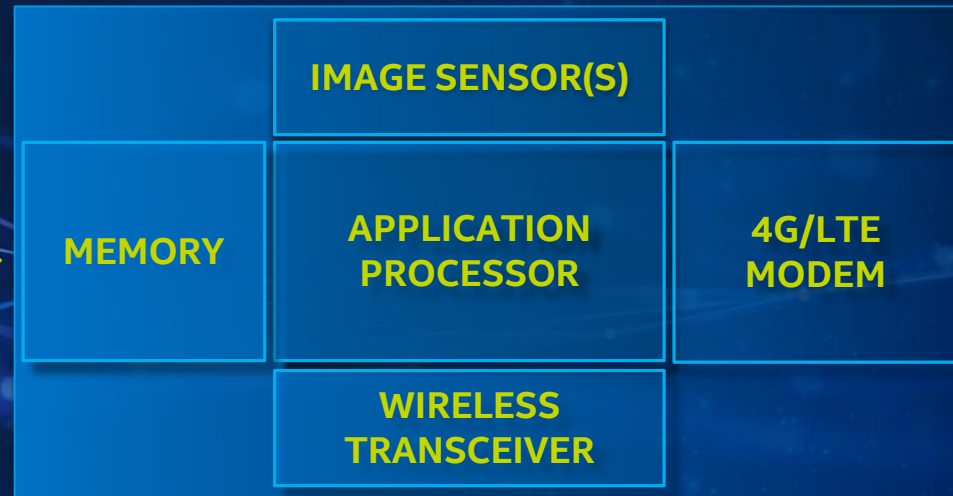 IMAGE SENSOR(S)
MEMORY
APPLICATION
PROCESSOR
4G/LTE
MODEM
WIRELESS
TRANSCEIVER